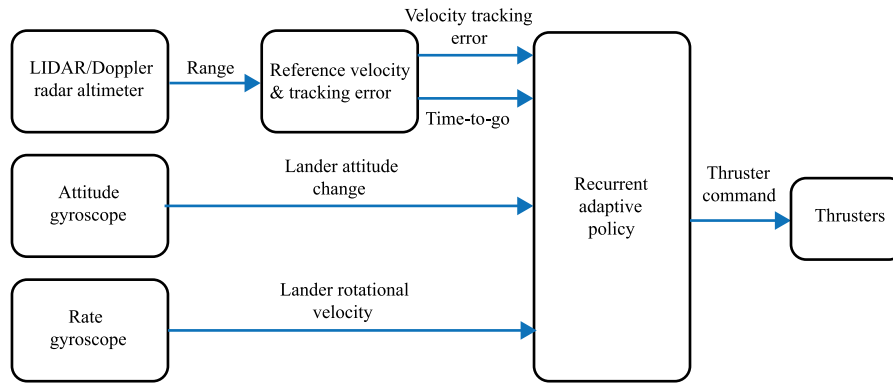 Velocity tracking
error
LIDAR/Doppler
radar altimeter
Range
Reference velocity
& tracking error
Time-to-go
Lander attitude
change
Attitude
gyroscope
Recurrent
adaptive
policy
Thruster
command
Thrusters
Lander rotational
velocity
Rate
gyroscope